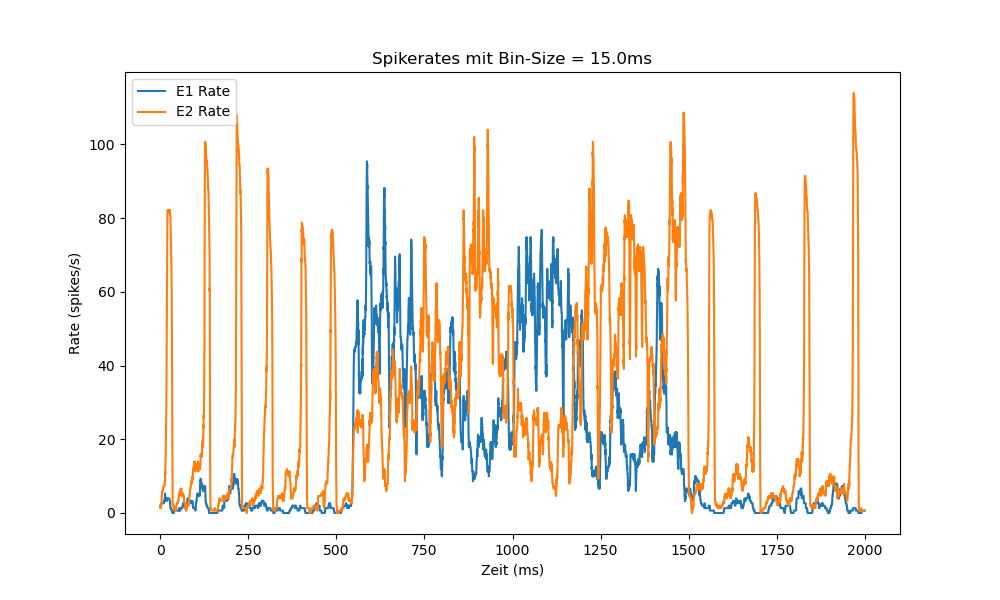 Spikerates mit Bin-Size = 15.0ms
E1 Rate
E2 Rate
Rate (spikes/s)
100
80
60
40
20
0
0 250 500 750 1000 1250 1500 1750 2000
Zeit (ms)